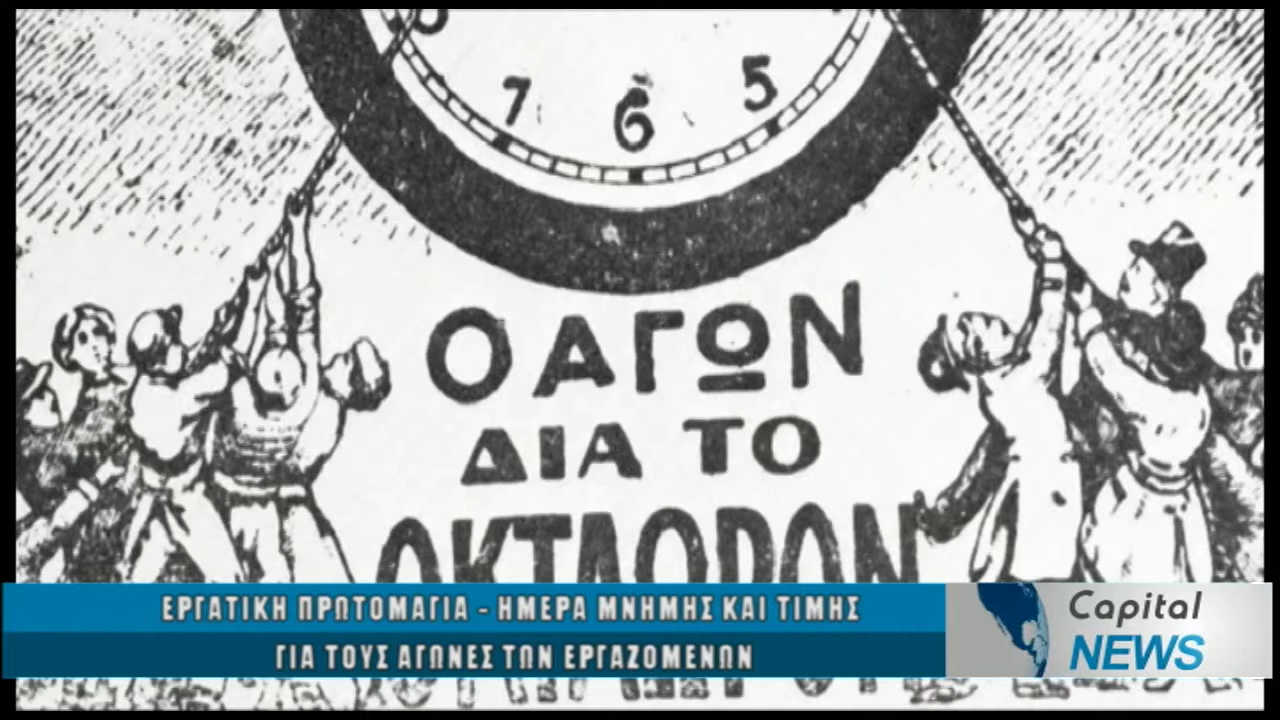 7 6 5
Ο ΑΓΩΝ
ΔΙΑ ΤΟ
ΟΚΤΑΩΡΟΝ
ΕΡΓΑΤΙΚΗ ΠΡΩΤΟΜΑΓΙΑ - ΗΜΕΡΑ ΜΝΗΜΗΣ ΚΑΙ ΤΙΜΗΣ
ΓΙΑ ΤΟΥΣ ΑΓΩΝΕΣ ΤΩΝ ΕΡΓΑΖΟΜΕΝΩΝ
Capital
NEWS